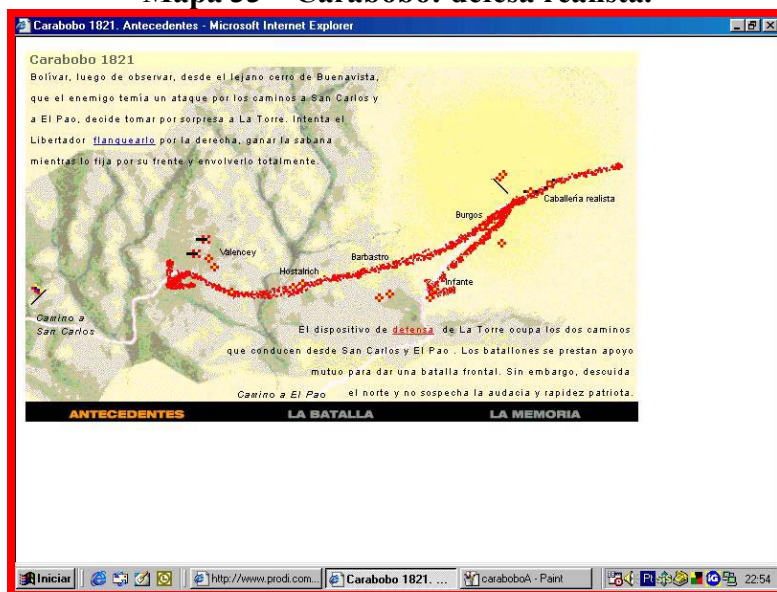 Mapa 33 – Carabobo: defesa realista.
Carabobo 1821. Antecedentes - Microsoft Internet Explorer
Carabobo 1821
Bolívar, luego de observar, desde el lejano cerro de Buenavista,
que el enemigo temía un ataque por los caminos a San Carlos y
a El Pao, decide tomar por sorpresa a La Torre. Intenta el
Libertador flanquearlo por la derecha, ganar la sabana
mientras lo fija por su frente y envolverlo totalmente.
Caballería realista
Burgos
Valencey
Barbastro
Hostalrich
Infante
Camino a
San Carlos
El dispositivo de defensa de La Torre ocupa los dos caminos
que conducen desde San Carlos y El Pao . Los batallones se prestan apoyo
mutuo para dar una batalla frontal. Sin embargo, descuida
Camino a El Pao
el norte y no sospecha la audacia y rapidez patriota.
ANTECEDENTES LA BATALLA LA MEMORIA
Iniciar http://www.prodi.com... Carabobo 1821. ... caraboboA - Paint Pt 22:54